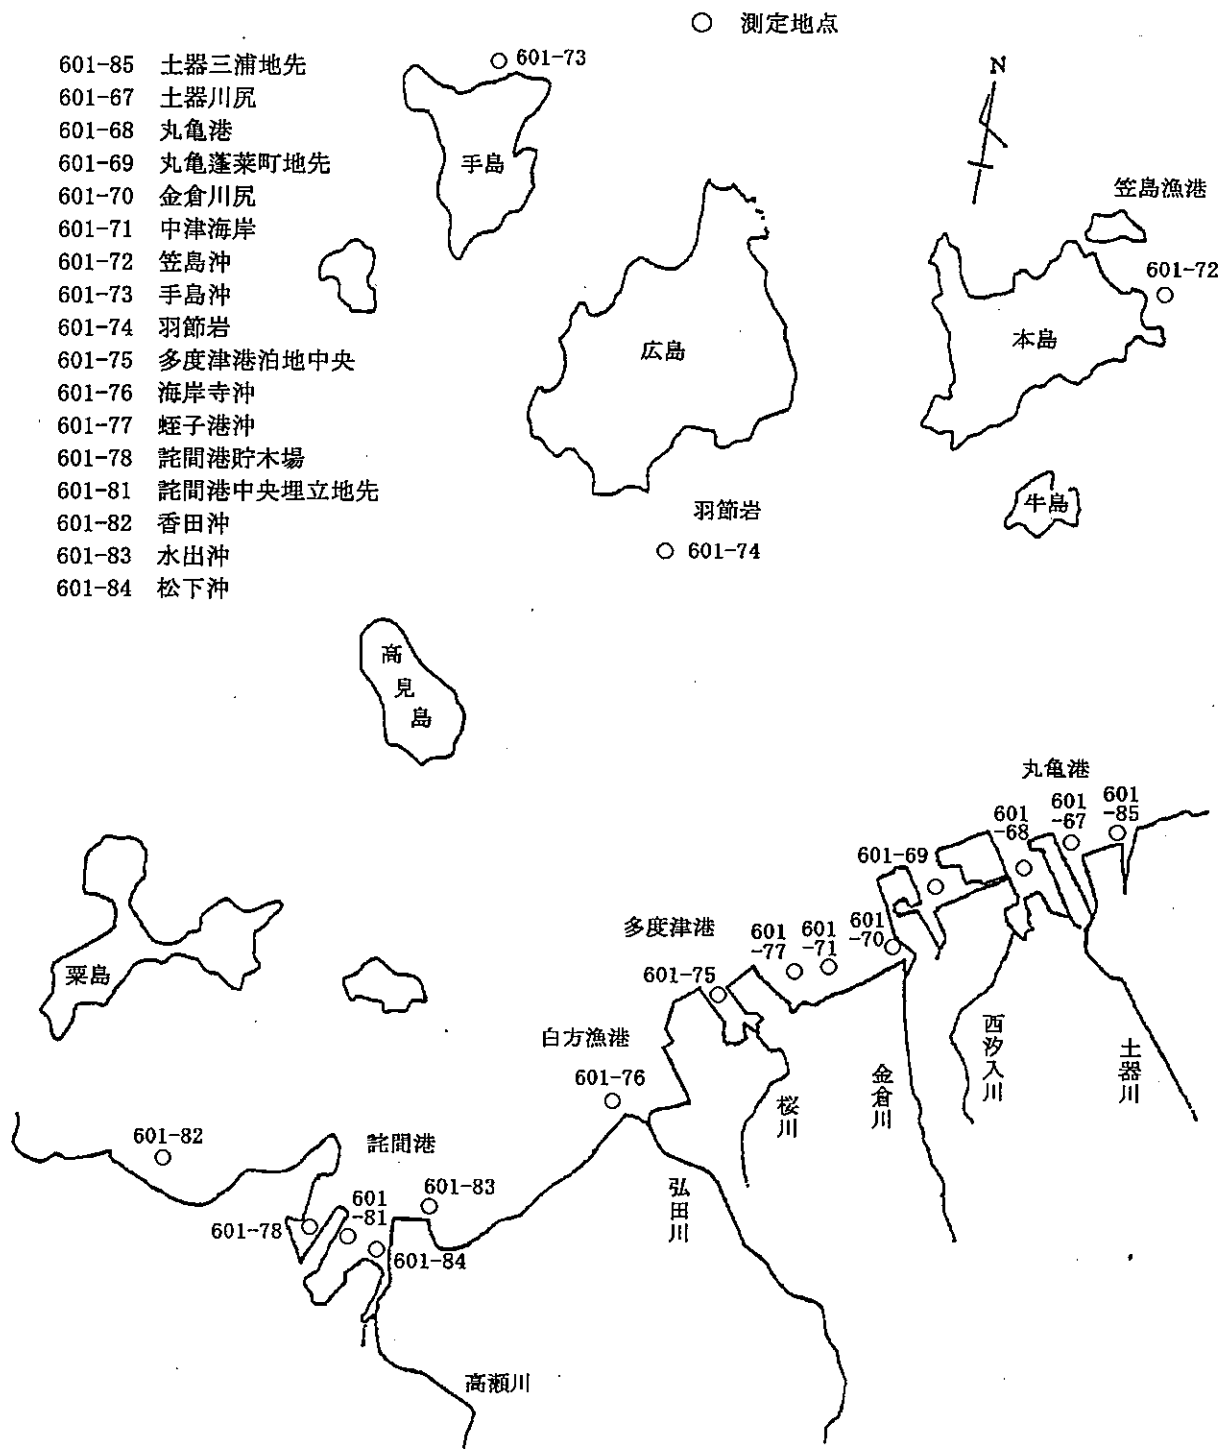 ○ 測定地点
601-85 土器三浦地先
601-67 土器川尻
601-68 丸亀港
601-69 丸亀蓬莱町地先
601-70 金倉川尻
601-71 中津海岸
601-72 笠島沖
601-73 手島沖
601-74 羽節岩
601-75 多度津港泊地中央
601-76 海岸寺沖
601-77 蛭子港沖
601-78 詫間港貯木場
601-81 詫間港中央埋立地先
601-82 香田沖
601-83 水出沖
601-84 松下沖
601-73
手島
N
笠島漁港
601-72
広島
本島
羽節岩
601-74
牛島
高見島
丸亀港
601-85
601-67
601-68
601-69
601-70
多度津港
601-77
601-71
601-75
粟島
白方漁港
601-76
桜川
金倉川
西汐入川
土器川
601-82
詫間港
601-83
601-81
601-78
601-84
弘田川
高瀬川